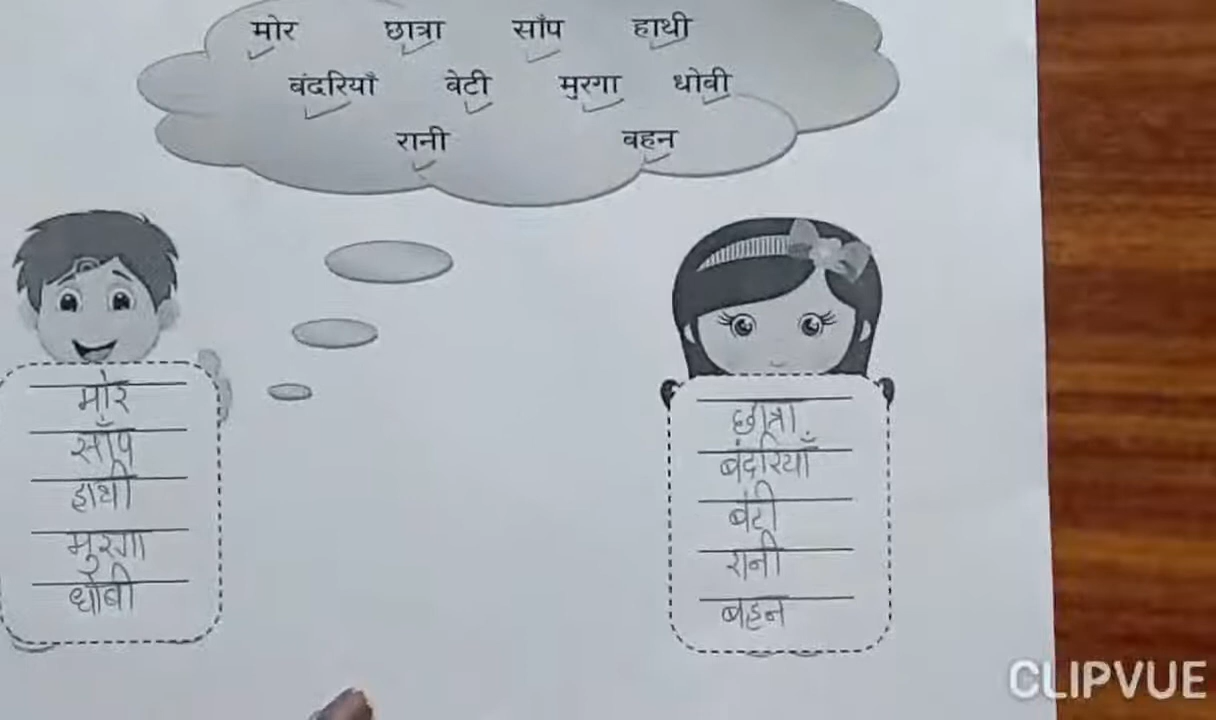 मोर छात्रा साँप हाथी
बंदरियाँ बेटी मुरगा धोबी
रानी बहन
मोर
साँप
हाथी
मुरगा
धोबी
छात्रा
बंदरियाँ
बेटी
रानी
बहन
CLIPVUE